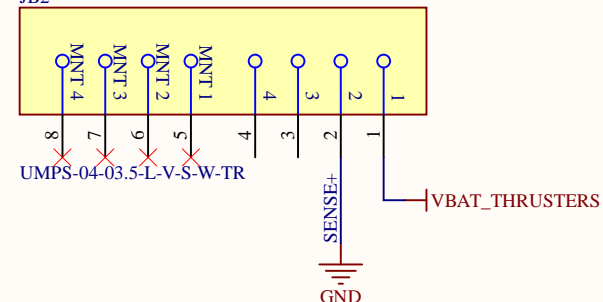 JB2
MNT 4
MNT 3
MNT 2
MNT 1
4
3
2
1
8
7
6
5
4
3
2
1
UMPS-04-03.5-L-V-S-W-TR
SENSE+
VBAT_THRUSTERS
GND